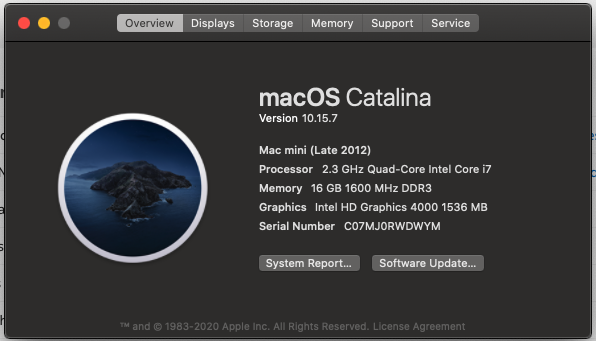 Overview Displays Storage Memory Support Service
macOS Catalina
Version 10.15.7
Mac mini (Late 2012)
Processor 2.3 GHz Quad-Core Intel Core i7
Memory 16 GB 1600 MHz DDR3
Graphics Intel HD Graphics 4000 1536 MB
Serial Number C07MJ0RWDWYM
System Report... Software Update...
™ and © 1983-2020 Apple Inc. All Rights Reserved. License Agreement